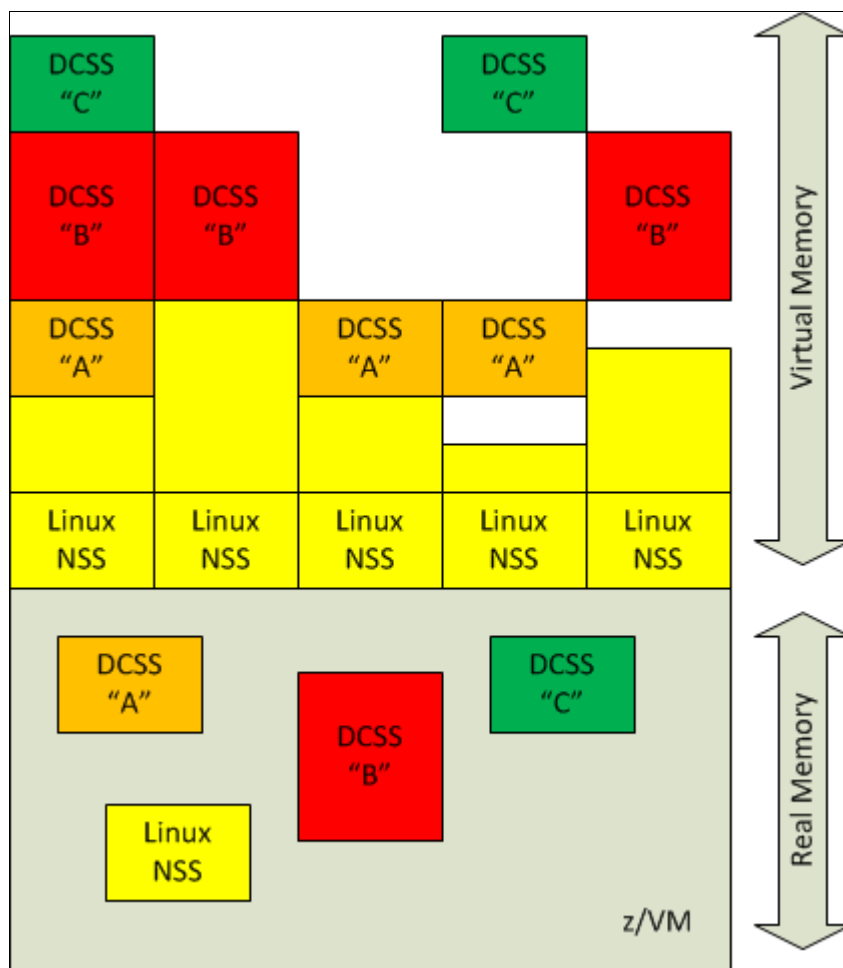 DCSS
“C”
DCSS
“C”
DCSS
“B”
DCSS
“B”
DCSS
“B”
DCSS
“A”
DCSS
“A”
DCSS
“A”
Linux
NSS
Linux
NSS
Linux
NSS
Linux
NSS
Linux
NSS
Virtual Memory
DCSS
“A”
DCSS
“C”
DCSS
“B”
Linux
NSS
z/VM
Real Memory